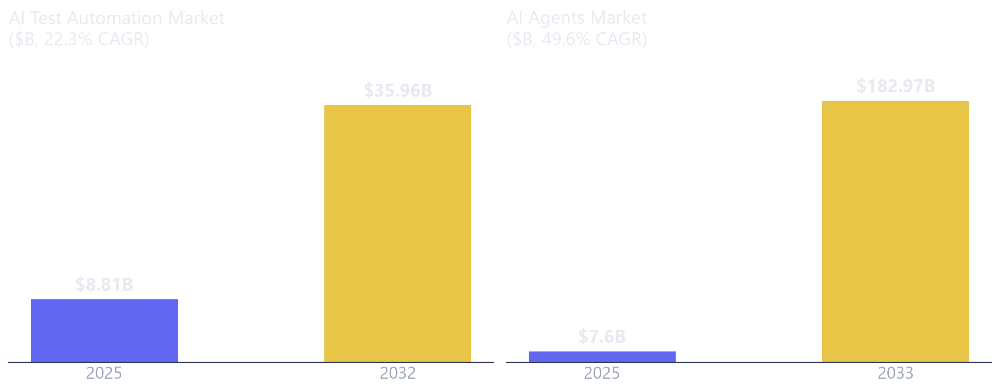 AI Test Automation Market
($B, 22.3% CAGR)
$35.96B
$8.81B
2025
2032
AI Agents Market
($B, 49.6% CAGR)
$182.97B
$7.6B
2025
2033